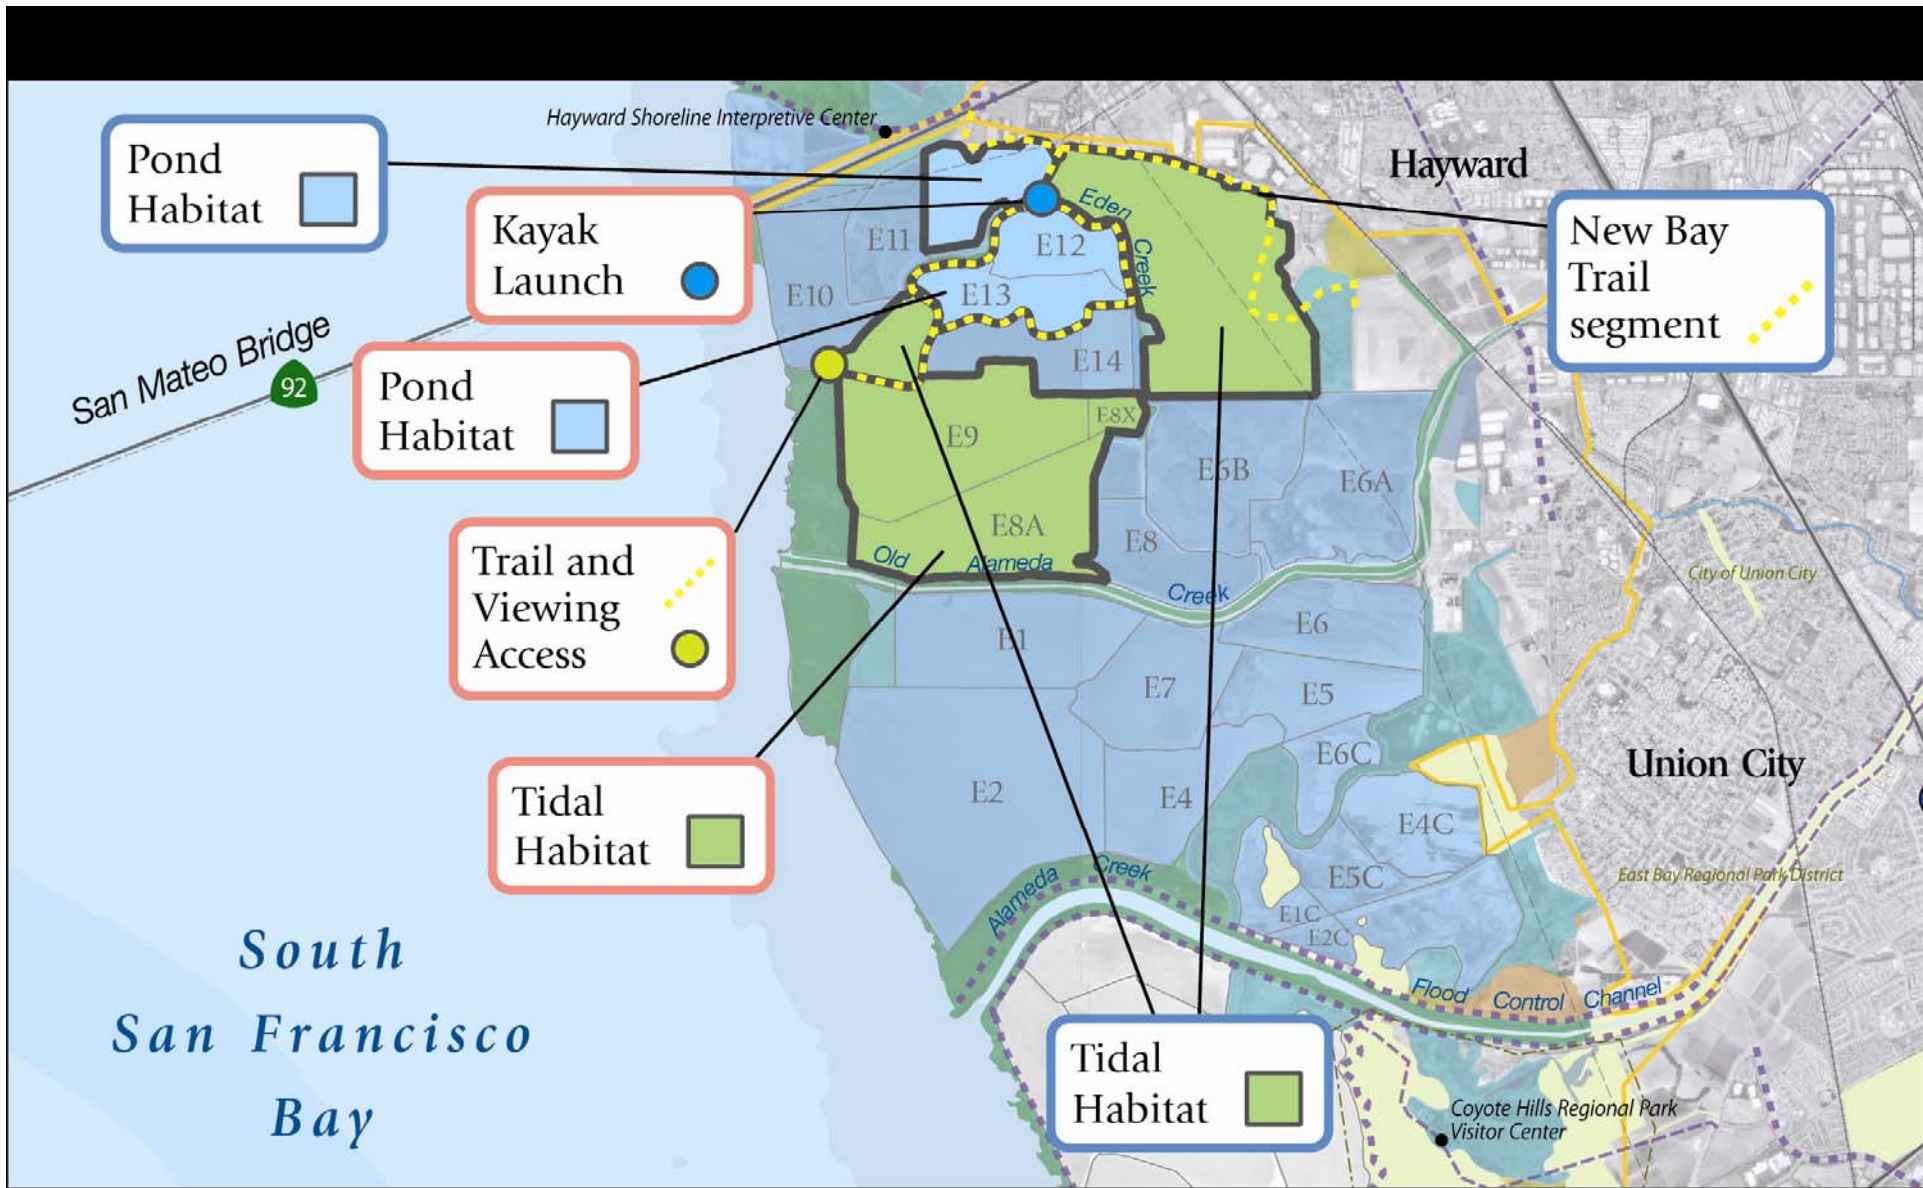 Hayward Shoreline Interpretive Center
Pond
Habitat
Kayak
Launch
Hayward
New Bay
Trail
segment
Eden
Creek
E11
E12
E10
E13
San Mateo Bridge
92
E14
Pond
Habitat
E8X
E9
E6B
E6A
E8A
E8
Old Alameda Creek
Trail and
Viewing
Access
City of Union City
E1
E6
E7
E5
E6C
Union City
E2
E4
E4C
Tidal
Habitat
E5C
East Bay Regional Park District
E1C
E2C
Alameda Creek
Flood Control Channel
South
San Francisco
Bay
Tidal
Habitat
Coyote Hills Regional Park
Visitor Center